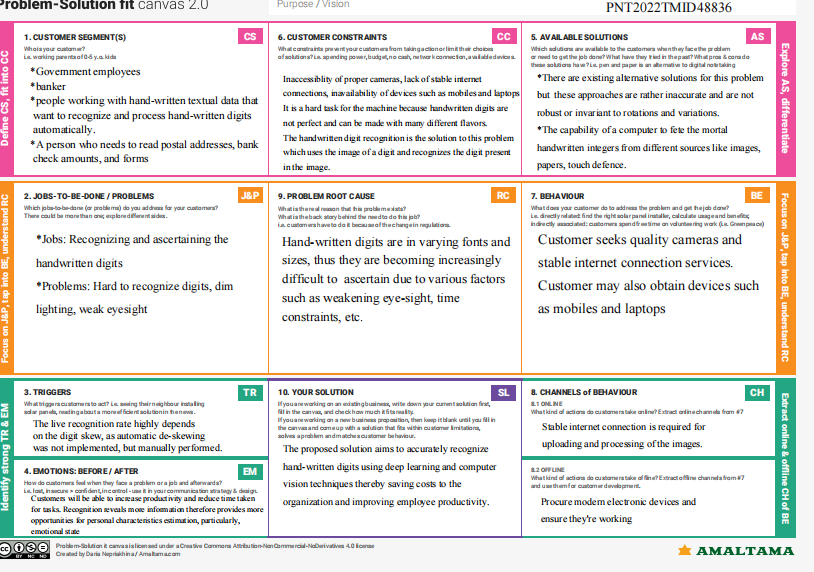 Problem-Solution fit canvas 2.0
Purpose / Vision
PNT2022TMID48836
Define CS, fit into CC
1. CUSTOMER SEGMENT(S)
CS
Who is your customer?
i.e. working parents of 0-5 y.o. kids
*Government employees
*banker
*people working with hand-written textual data that
want to recognize and process hand-written digits
automatically.
*A person who needs to read postal addresses, bank
check amounts, and forms
6. CUSTOMER CONSTRAINTS
CC
What constraints prevent your customers from taking action or limit their choices
of solutions? i.e. spending power, budget, no cash, network connection, available devices.
Inaccessiblity of proper cameras, lack of stable internet
connections, inavailability of devices such as mobiles and laptops
It is a hard task for the machine because handwritten digits are
not perfect and can be made with many different flavors.
The handwritten digit recognition is the solution to this problem
which uses the image of a digit and recognizes the digit present
in the image.
5. AVAILABLE SOLUTIONS
AS
Which solutions are available to the customers when they face the problem
or need to get the job done? What have they tried in the past? What pros & cons do
these solutions have? i.e. pen and paper is an alternative to digital notetaking
*There are existing alternative solutions for this problem
but these approaches are rather inaccurate and are not
robust or invariant to rotations and variations.
*The capability of a computer to fete the mortal
handwritten integers from different sources like images,
papers, touch defence.
Explore AS, differentiate
Focus on J&P, tap into BE, understand RC
2. JOBS-TO-BE-DONE / PROBLEMS
J&P
Which jobs-to-be-done (or problems) do you address for your customers?
There could be more than one; explore different sides.
*Jobs: Recognizing and ascertaining the
handwritten digits
*Problems: Hard to recognize digits, dim
lighting, weak eyesight
9. PROBLEM ROOT CAUSE
RC
What is the real reason that this problem exists?
What is the back story behind the need to do this job?
i.e. customers have to do it because of the change in regulations.
Hand-written digits are in varying fonts and
sizes, thus they are becoming increasingly
difficult to ascertain due to various factors
such as weakening eye-sight, time
constraints, etc.
7. BEHAVIOUR
BE
What does your customer do to address the problem and get the job done?
i.e. directly related: find the right solar panel installer, calculate usage and benefits;
indirectly associated: customers spend free time on volunteering work (i.e. Greenpeace)
Customer seeks quality cameras and
stable internet connection services.
Customer may also obtain devices such
as mobiles and laptops
Focus on J&P, tap into BE, understand RC
Identify strong TR & EM
3. TRIGGERS
TR
What triggers customers to act? i.e. seeing their neighbour installing
solar panels, reading about a more efficient solution in the news.
The live recognition rate highly depends
on the digit skew, as automatic de-skewing
was not implemented, but manually performed.
4. EMOTIONS: BEFORE / AFTER
EM
How do customers feel when they face a problem or a job and afterwards?
i.e. lost, insecure > confident, in control - use it in your communication strategy & design.
Customers will be able to increase productivity and reduce time taken
for tasks. Recognition reveals more information therefore provides more
opportunities for personal characteristics estimation, particularly,
emotional state
10. YOUR SOLUTION
SL
If you are working on an existing business, write down your current solution first,
fill in the canvas, and check how much it fits reality.
If you are working on a new business proposition, then keep it blank until you fill in
the canvas and come up with a solution that fits within customer limitations,
solves a problem and matches customer behaviour.
The proposed solution aims to accurately recognize
hand-written digits using deep learning and computer
vision techniques thereby saving costs to the
organization and improving employee productivity.
8. CHANNELS of BEHAVIOUR
CH
8.1 ONLINE
What kind of actions do customers take online? Extract online channels from #7
Stable internet connection is required for
uploading and processing of the images.
8.2 OFFLINE
What kind of actions do customers take offline? Extract offline channels from #7
and use them for customer development.
Procure modern electronic devices and
ensure they're working
Extract online & offline CH of BE
CC BY NC ND
Problem-Solution fit canvas is licensed under a Creative Commons Attribution-NonCommercial-NoDerivatives 4.0 license
Created by Daria Nepriakhina / Amaltama.com
AMALTAMA